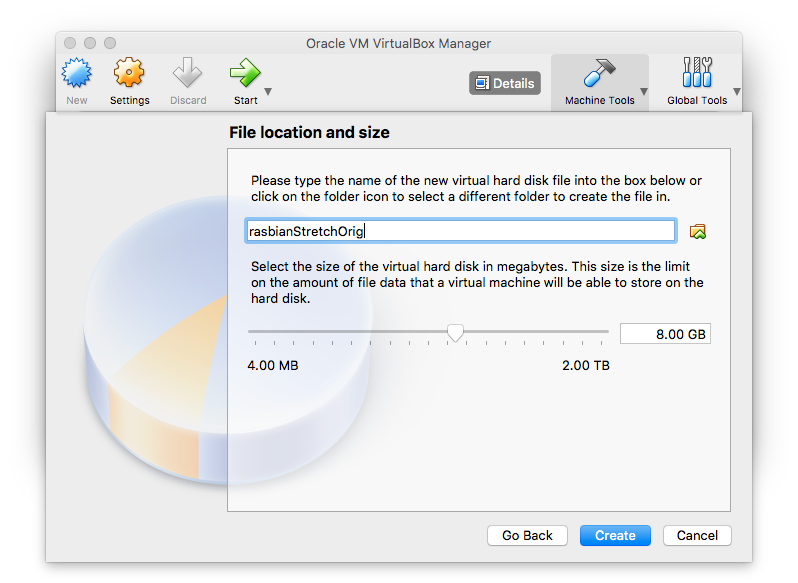 Oracle VM VirtualBox Manager
New
Settings
Discard
Start
Details
Machine Tools
Global Tools
File location and size
Please type the name of the new virtual hard disk file into the box below or
click on the folder icon to select a different folder to create the file in.
rasbianStretchOrig
Select the size of the virtual hard disk in megabytes. This size is the limit
on the amount of file data that a virtual machine will be able to store on the
hard disk.
8.00 GB
4.00 MB
2.00 TB
Go Back
Create
Cancel